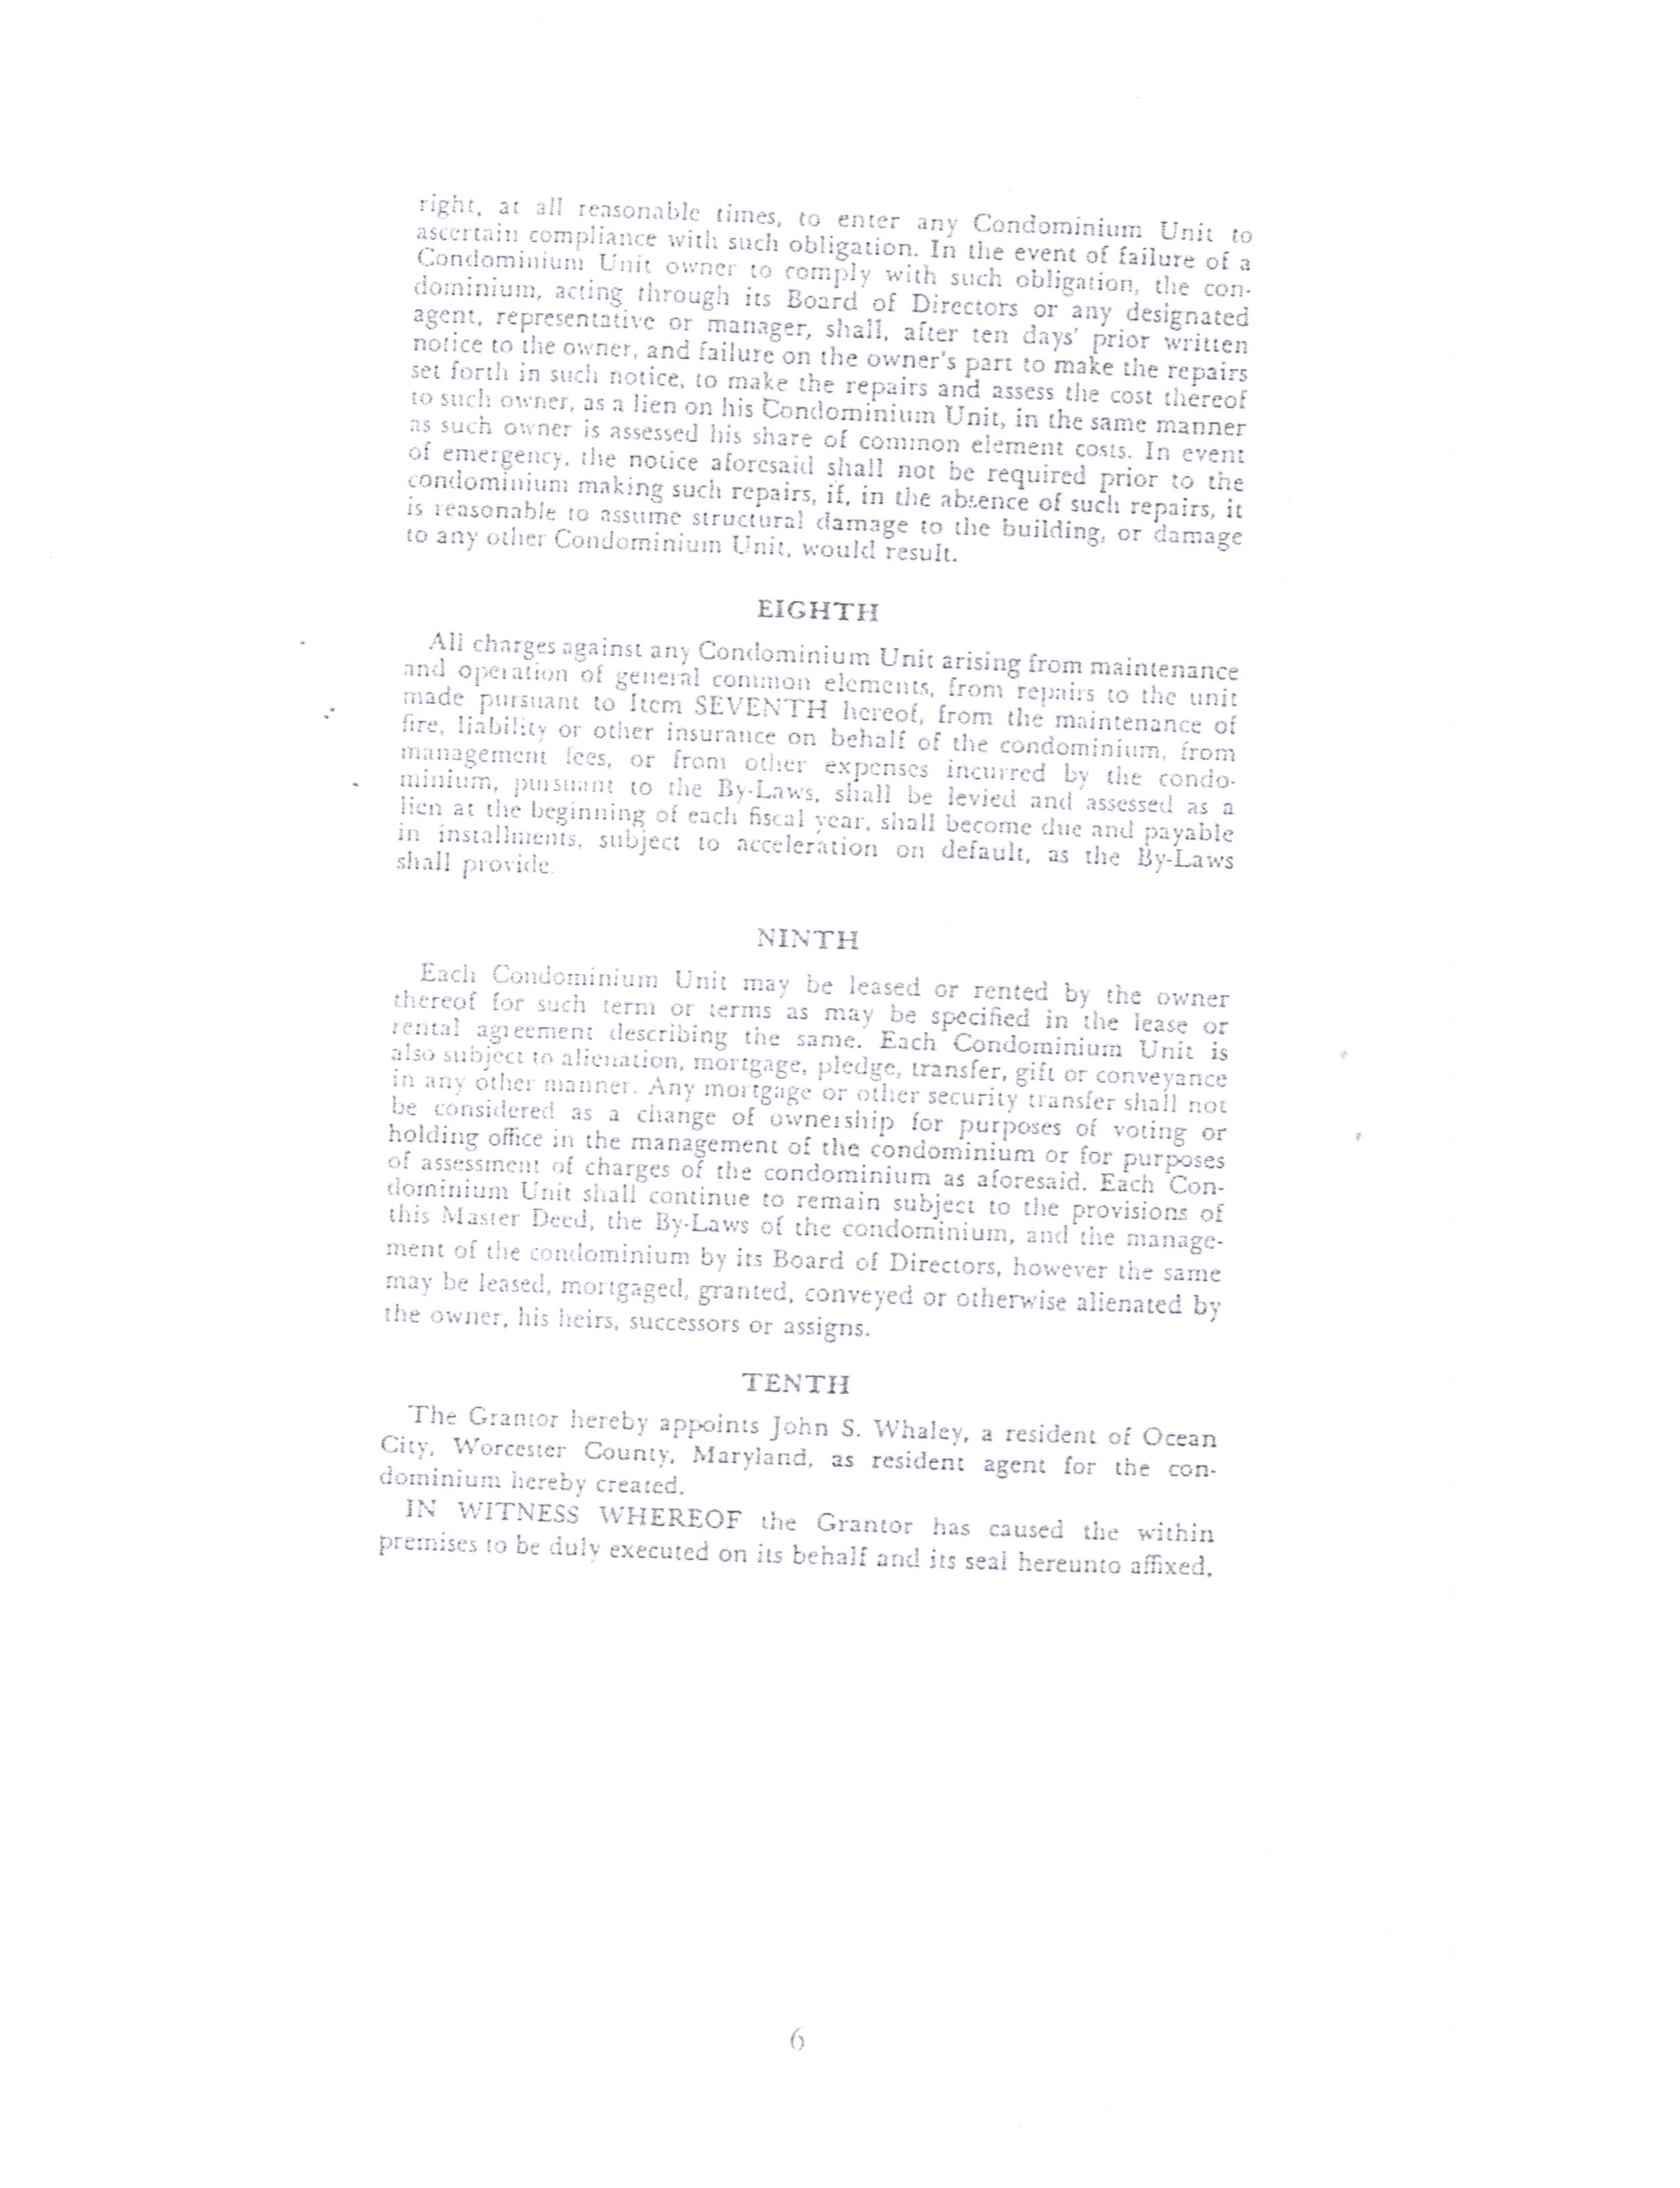 right, at all reasonable times, to enter any Condominium Unit to
ascertain compliance with such obligation. In the event of failure of a
Condominium Unit owner to comply with such obligation, the con-
dominium, acting through its Board of Directors or any designated
agent, representative or manager, shall, after ten days' prior written
notice to the owner, and failure on the owner's part to make the repairs
set forth in such notice, to make the repairs and assess the cost thereof
to such owner, as a lien on his Condominium Unit, in the same manner
as such owner is assessed his share of common element costs. In event
of emergency, the notice aforesaid shall not be required prior to the
condominium making such repairs, if, in the absence of such repairs, it
is reasonable to assume structural damage to the building, or damage
to any other Condominium Unit, would result.
EIGHTH
All charges against any Condominium Unit arising from maintenance
and operation of general common elements, from repairs to the unit
made pursuant to Item SEVENTH hereof, from the maintenance of
fire, liability or other insurance on behalf of the condominium, from
management fees, or from other expenses incurred by the condo-
minium, pursuant to the By-Laws, shall be levied and assessed as a
lien at the beginning of each fiscal year, shall become due and payable
in installments, subject to acceleration on default, as the By-Laws
shall provide.
NINTH
Each Condominium Unit may be leased or rented by the owner
thereof for such term or terms as may be specified in the lease or
rental agreement describing the same. Each Condominium Unit is
also subject to alienation, mortgage, pledge, transfer, gift or conveyance
in any other manner. Any mortgage or other security transfer shall not
be considered as a change of ownership for purposes of voting or
holding office in the management of the condominium or for purposes
of assessment of charges of the condominium as aforesaid. Each Con-
dominium Unit shall continue to remain subject to the provisions of
this Master Deed, the By-Laws of the condominium, and the manage-
ment of the condominium by its Board of Directors, however the same
may be leased, mortgaged, granted, conveyed or otherwise alienated by
the owner, his heirs, successors or assigns.
TENTH
The Grantor hereby appoints John S. Whaley, a resident of Ocean
City, Worcester County, Maryland, as resident agent for the con-
dominium hereby created.
IN WITNESS WHEREOF the Grantor has caused the within
premises to be duly executed on its behalf and its seal hereunto affixed,
6